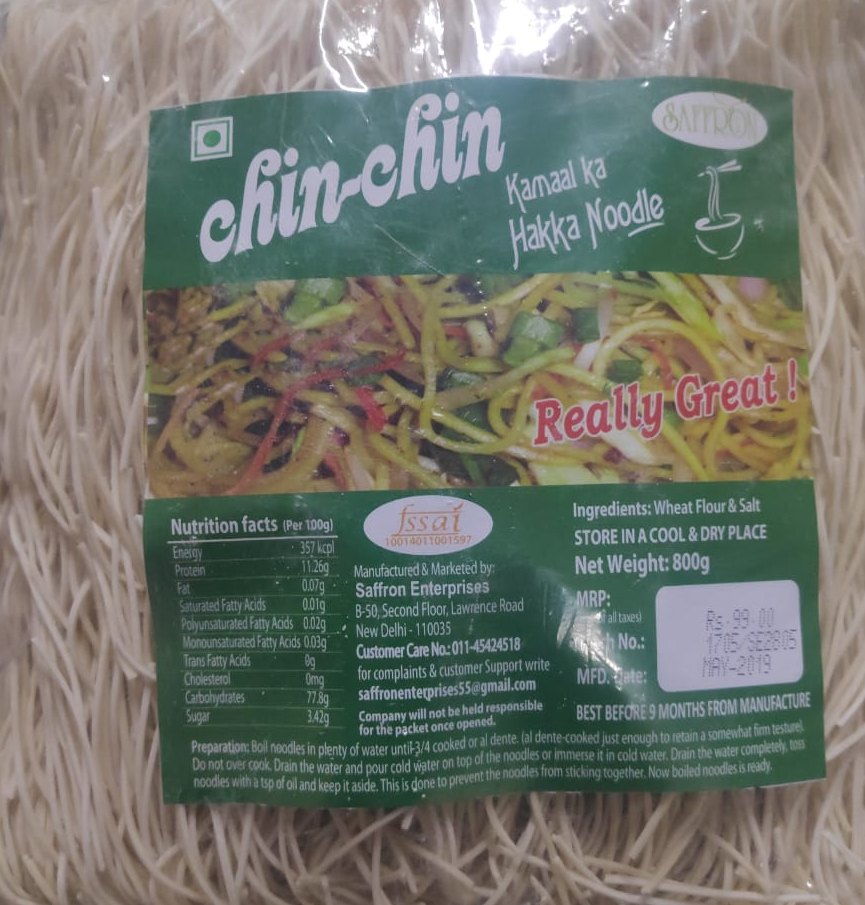 SAFFRON
chin-chin
Kamaal ka
Hakka Noodle
Really Great !
Nutrition facts (Per 100g)
Energy 357 kcpl
Protein 11.26g
Fat 0.07g
Saturated Fatty Acids 0.01g
Polyunsaturated Fatty Acids 0.02g
Monounsaturated Fatty Acids 0.03g
Trans Fatty Acids 0g
Cholesterol 0mg
Carbohydrates 77.8g
Sugar 3.42g
fssai
10014011001597
Manufactured & Marketed by:
Saffron Enterprises
B-50, Second Floor, Lawrence Road
New Delhi - 110035
Customer Care No.: 011-45424518
for complaints & customer Support write
saffronenterprises55@gmail.com
Company will not be held responsible
for the packet once opened.
Ingredients: Wheat Flour & Salt
STORE IN A COOL & DRY PLACE
Net Weight: 800g
MRP: Rs.99.00
all taxes)
No.: 1705/SE2805
MFD. MAY-2019
BEST BEFORE 9 MONTHS FROM MANUFACTURE
Preparation: Boil noodles in plenty of water until-3/4 cooked or al dente. (al dente-cooked just enough to retain a somewhat firm texture).
Do not over cook. Drain the water and pour cold water on top of the noodles or immerse it in cold water. Drain the water completely, toss
noodles with a tsp of oil and keep it aside. This is done to prevent the noodles from sticking together. Now boiled noodles is ready.